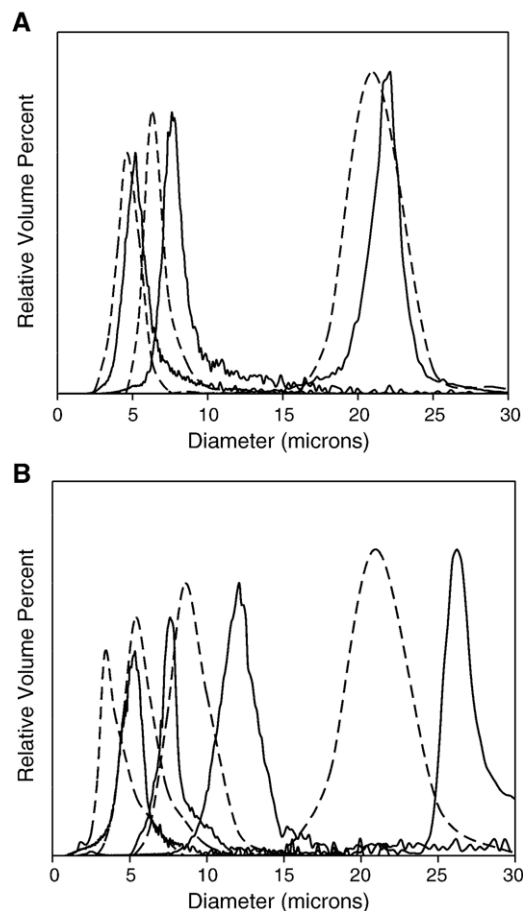 A
Relative Volume Percent
0 5 10 15 20 25 30
Diameter (microns)
B
Relative Volume Percent
0 5 10 15 20 25 30
Diameter (microns)